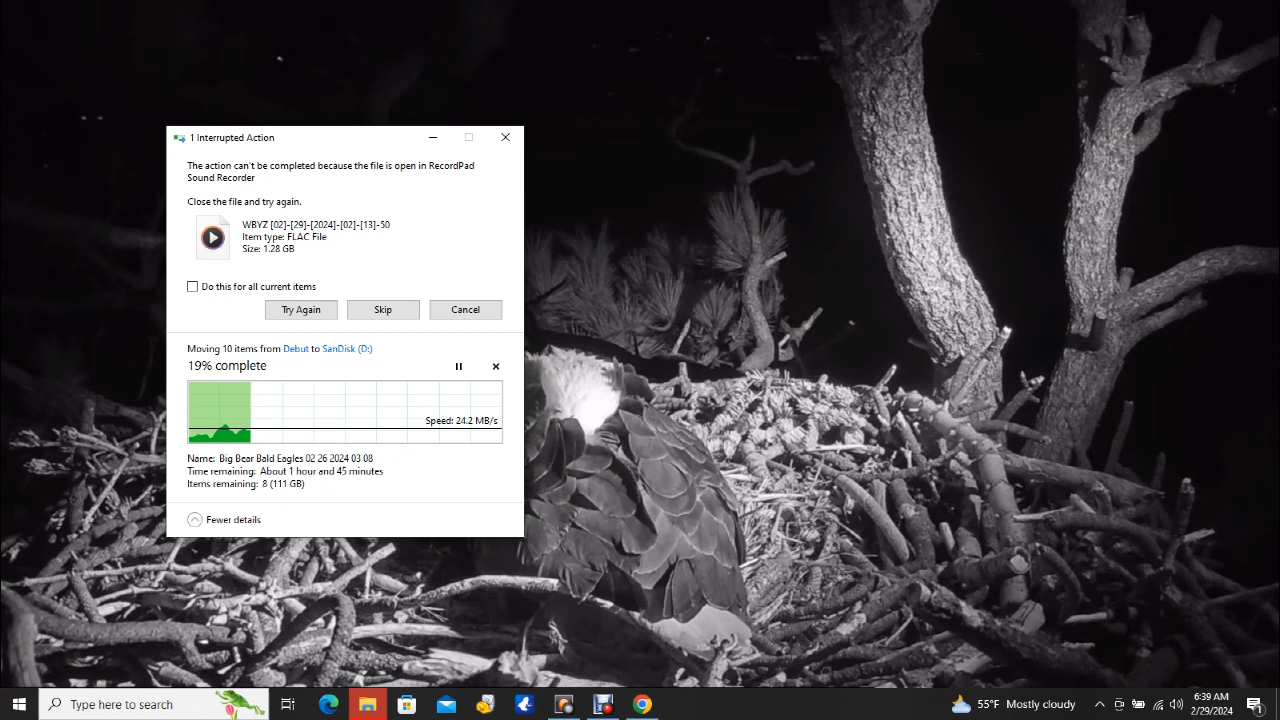 1 Interrupted Action
The action can't be completed because the file is open in RecordPad
Sound Recorder
Close the file and try again.
WBYZ [02]-[29]-[2024]-[02]-[13]-50
Item type: FLAC File
Size: 1.28 GB
Do this for all current items
Try Again
Skip
Cancel
Moving 10 items from Debut to SanDisk (D:)
19% complete
Speed: 24.2 MB/s
Name: Big Bear Bald Eagles 02 26 2024 03 08
Time remaining: About 1 hour and 45 minutes
Items remaining: 8 (111 GB)
Fewer details
Type here to search
55°F Mostly cloudy
6:39 AM
2/29/2024
1